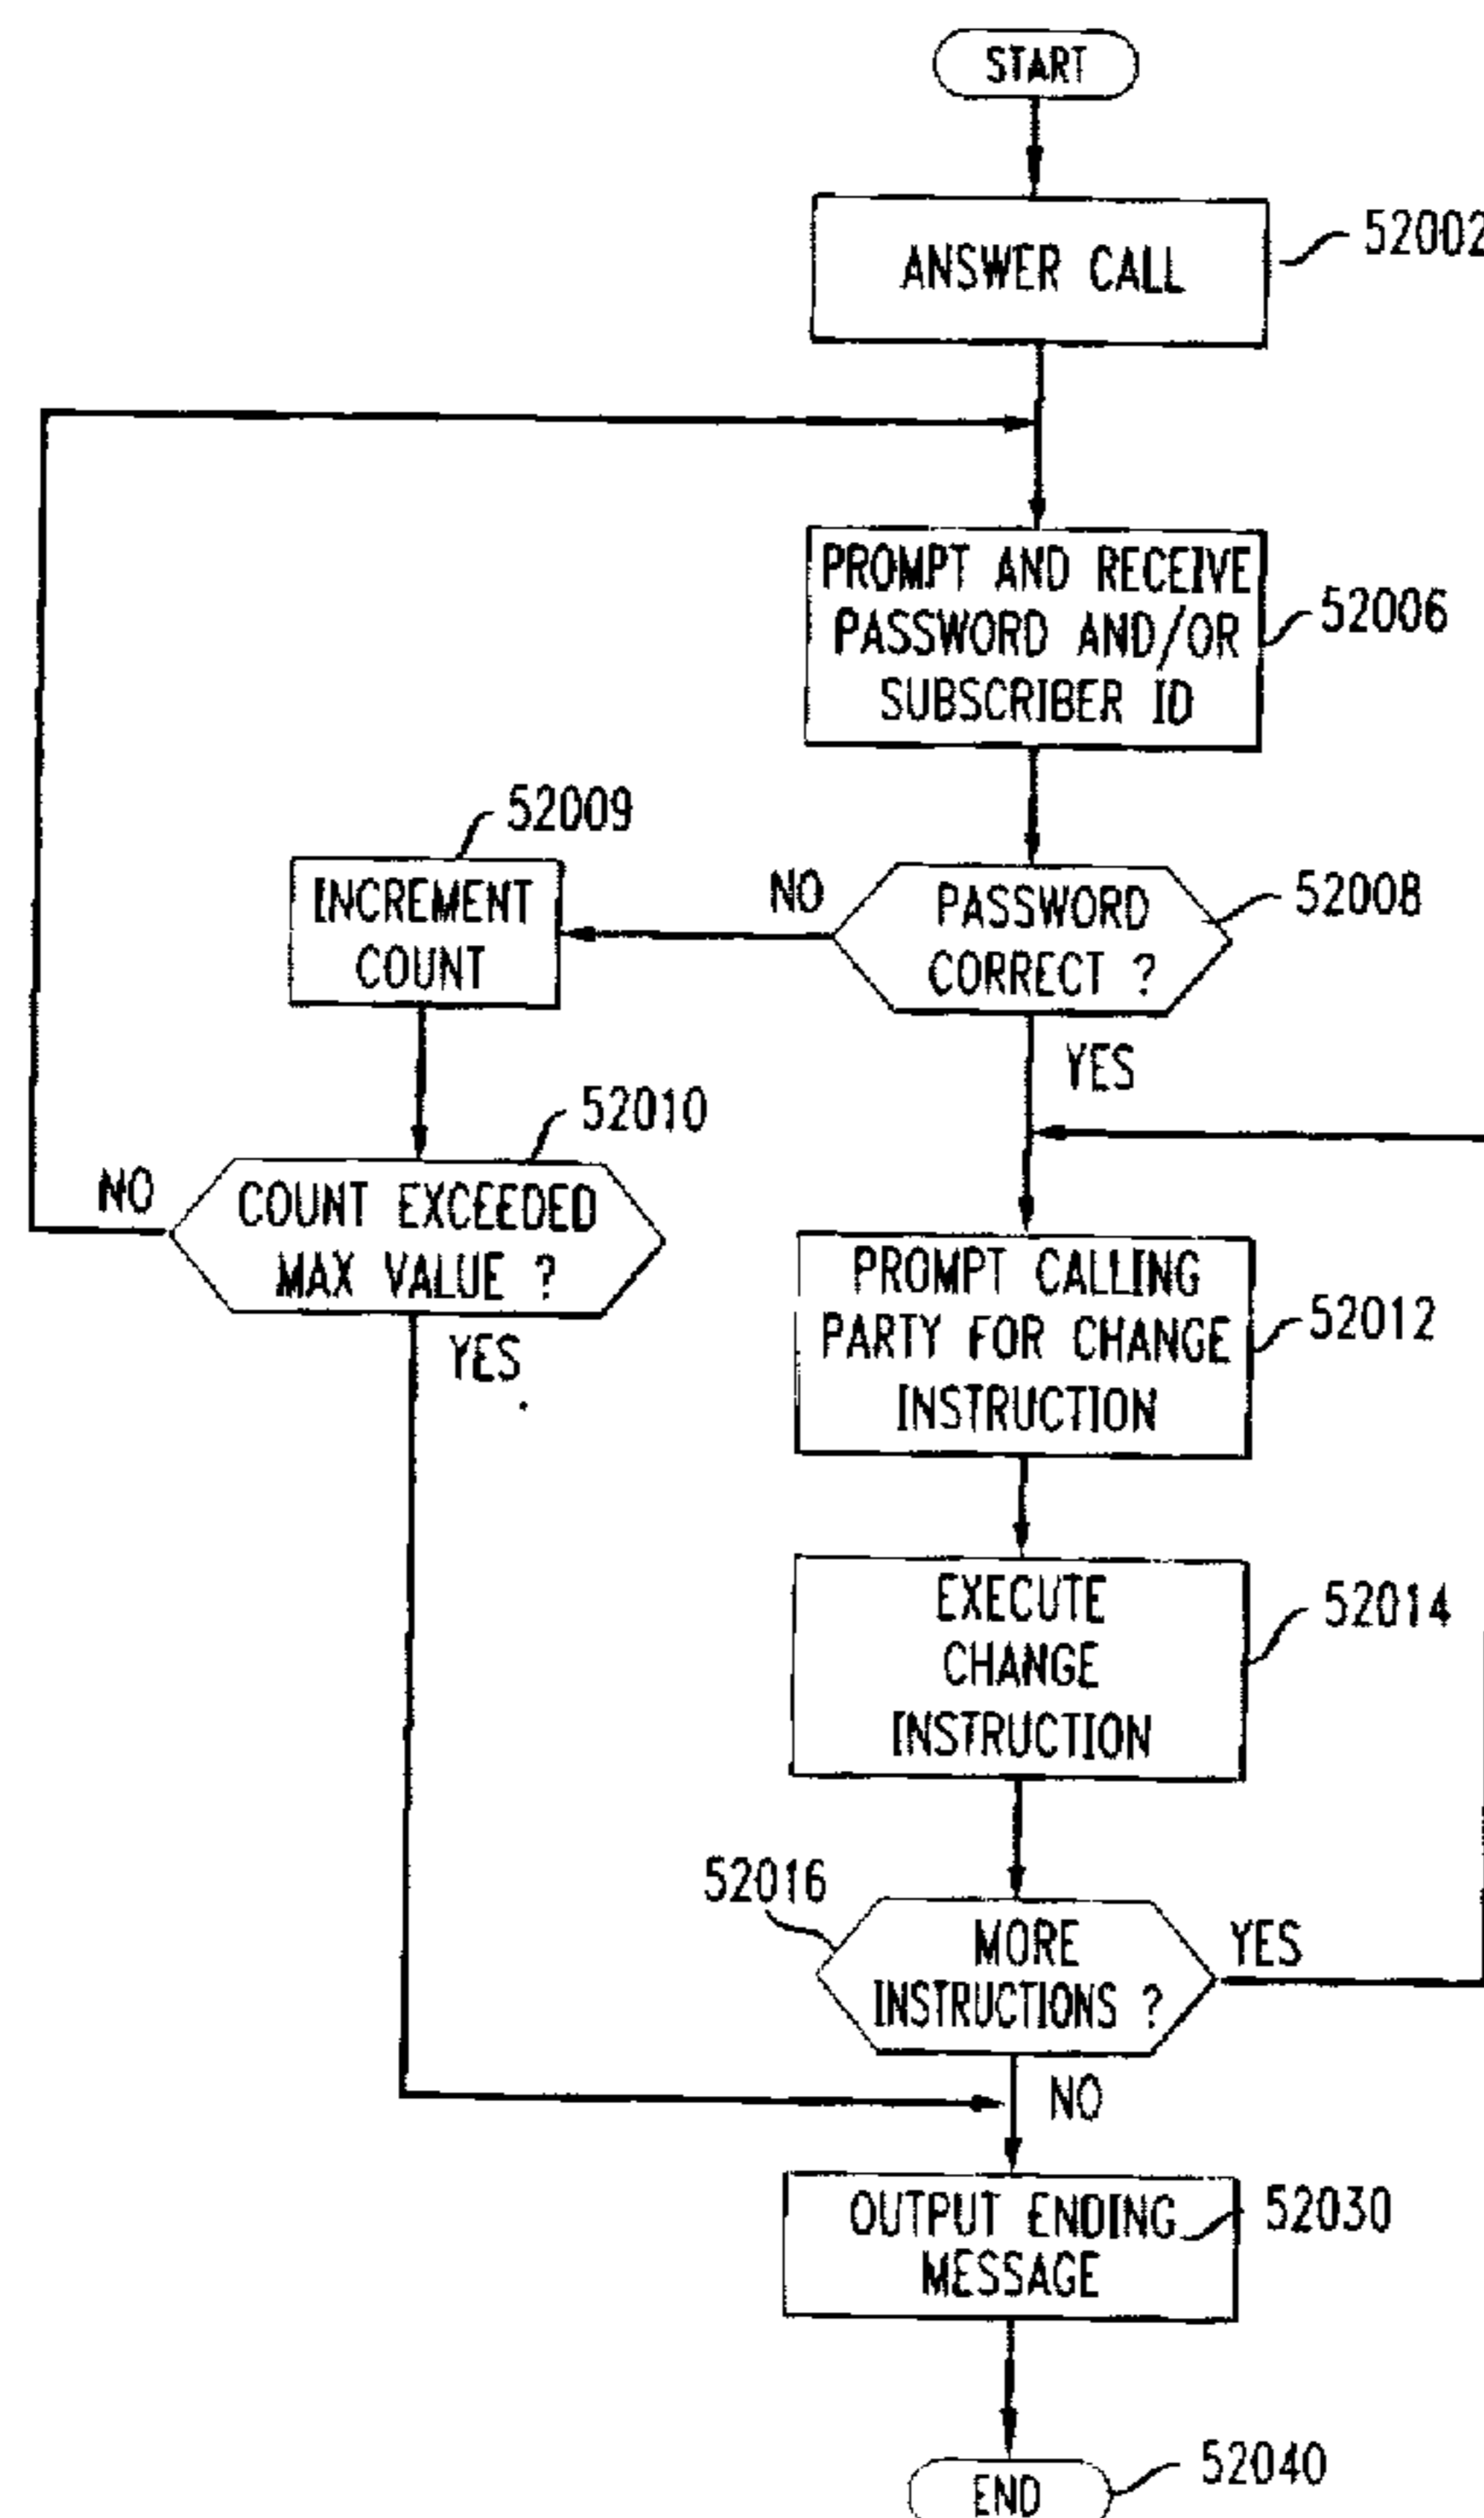 START
ANSWER CALL
52002
PROMPT AND RECEIVE
PASSWORD AND/OR
SUBSCRIBER ID
52006
52009
INCREMENT
COUNT
NO
PASSWORD
CORRECT ?
52008
YES
52010
NO
COUNT EXCEEDED
MAX VALUE ?
YES
PROMPT CALLING
PARTY FOR CHANGE
INSTRUCTION
52012
EXECUTE
CHANGE
INSTRUCTION
52014
52016
MORE
INSTRUCTIONS ?
YES
NO
OUTPUT ENDING
MESSAGE
52030
END
52040